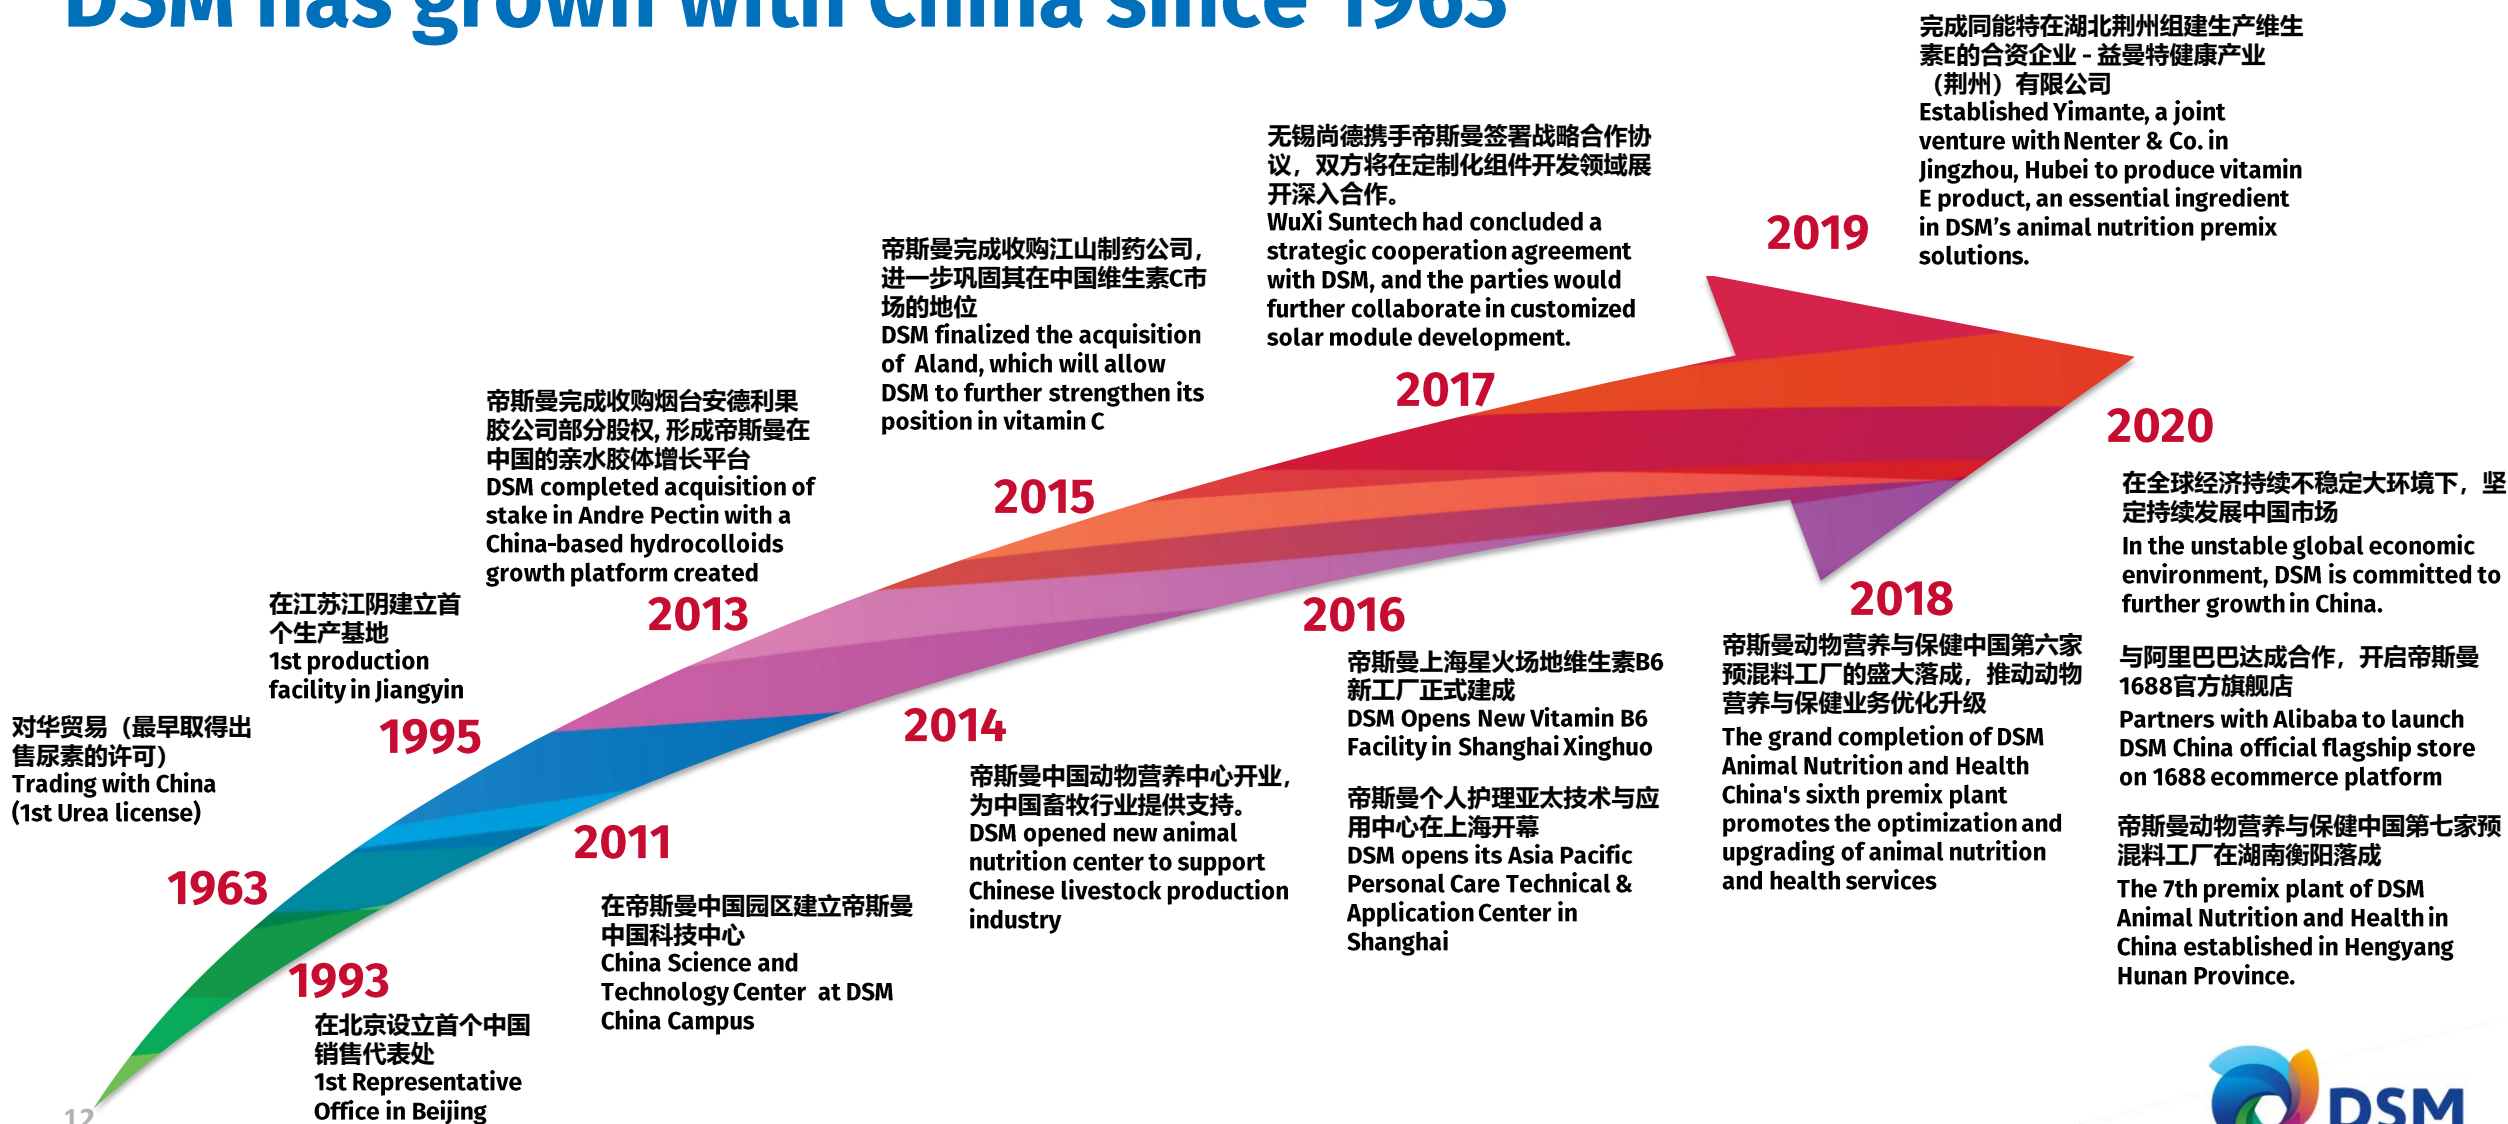 DSM has grown with China since 1963
对华贸易（最早取得出
售尿素的许可）
Trading with China
(1st Urea license)
1963
1993
在北京设立首个中国
销售代表处
1st Representative
Office in Beijing
在江苏江阴建立首
个生产基地
1st production
facility in Jiangyin
1995
2011
在帝斯曼中国园区建立帝斯曼
中国科技中心
China Science and
Technology Center at DSM
China Campus
帝斯曼完成收购烟台安德利果
胶公司部分股权, 形成帝斯曼在
中国的亲水胶体增长平台
DSM completed acquisition of
stake in Andre Pectin with a
China-based hydrocolloids
growth platform created
2013
2014
帝斯曼中国动物营养中心开业，
为中国畜牧行业提供支持。
DSM opened new animal
nutrition center to support
Chinese livestock production
industry
帝斯曼完成收购江山制药公司，
进一步巩固其在中国维生素C市
场的地位
DSM finalized the acquisition
of Aland, which will allow
DSM to further strengthen its
position in vitamin C
2015
2016
帝斯曼上海星火场地维生素B6
新工厂正式建成
DSM Opens New Vitamin B6
Facility in Shanghai Xinghuo
帝斯曼个人护理亚太技术与应
用中心在上海开幕
DSM opens its Asia Pacific
Personal Care Technical &
Application Center in
Shanghai
无锡尚德携手帝斯曼签署战略合作协
议，双方将在定制化组件开发领域展
开深入合作。
WuXi Suntech had concluded a
strategic cooperation agreement
with DSM, and the parties would
further collaborate in customized
solar module development.
2017
2018
帝斯曼动物营养与保健中国第六家
预混料工厂的盛大落成，推动动物
营养与保健业务优化升级
The grand completion of DSM
Animal Nutrition and Health
China's sixth premix plant
promotes the optimization and
upgrading of animal nutrition
and health services
完成同能特在湖北荆州组建生产维生
素E的合资企业 - 益曼特健康产业
（荆州）有限公司
Established Yimante, a joint
venture with Nenter & Co. in
Jingzhou, Hubei to produce vitamin
E product, an essential ingredient
in DSM’s animal nutrition premix
solutions.
2019
2020
在全球经济持续不稳定大环境下，坚
定持续发展中国市场
In the unstable global economic
environment, DSM is committed to
further growth in China.
与阿里巴巴达成合作，开启帝斯曼
1688官方旗舰店
Partners with Alibaba to launch
DSM China official flagship store
on 1688 ecommerce platform
帝斯曼动物营养与保健中国第七家预
混料工厂在湖南衡阳落成
The 7th premix plant of DSM
Animal Nutrition and Health in
China established in Hengyang
Hunan Province.
12
DSM